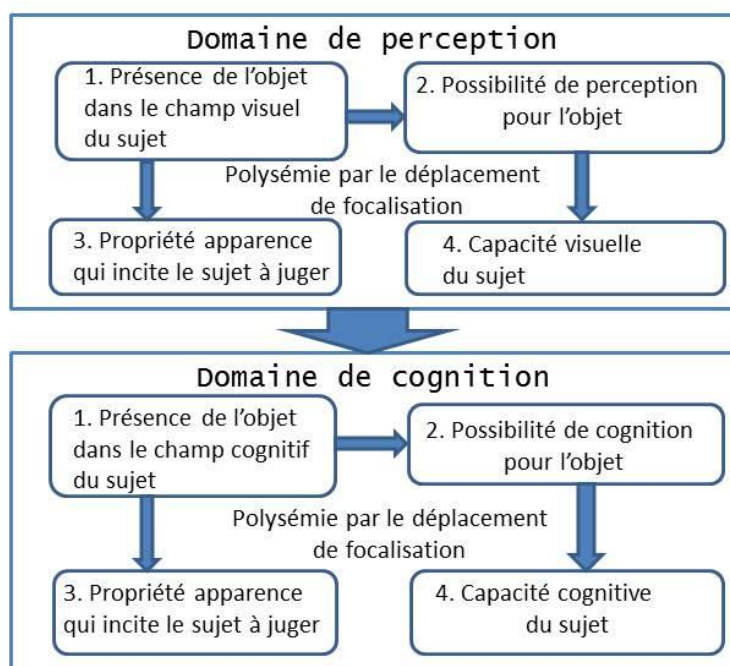 Domaine de perception
1. Présence de l'objet
dans le champ visuel
du sujet
2. Possibilité de perception
pour l'objet
Polysémie par le déplacement
de focalisation
3. Propriété apparence
qui incite le sujet à juger
4. Capacité visuelle
du sujet
Domaine de cognition
1. Présence de l'objet
dans le champ cognitif
du sujet
2. Possibilité de cognition
pour l'objet
Polysémie par le déplacement
de focalisation
3. Propriété apparence
qui incite le sujet à juger
4. Capacité cognitive
du sujet